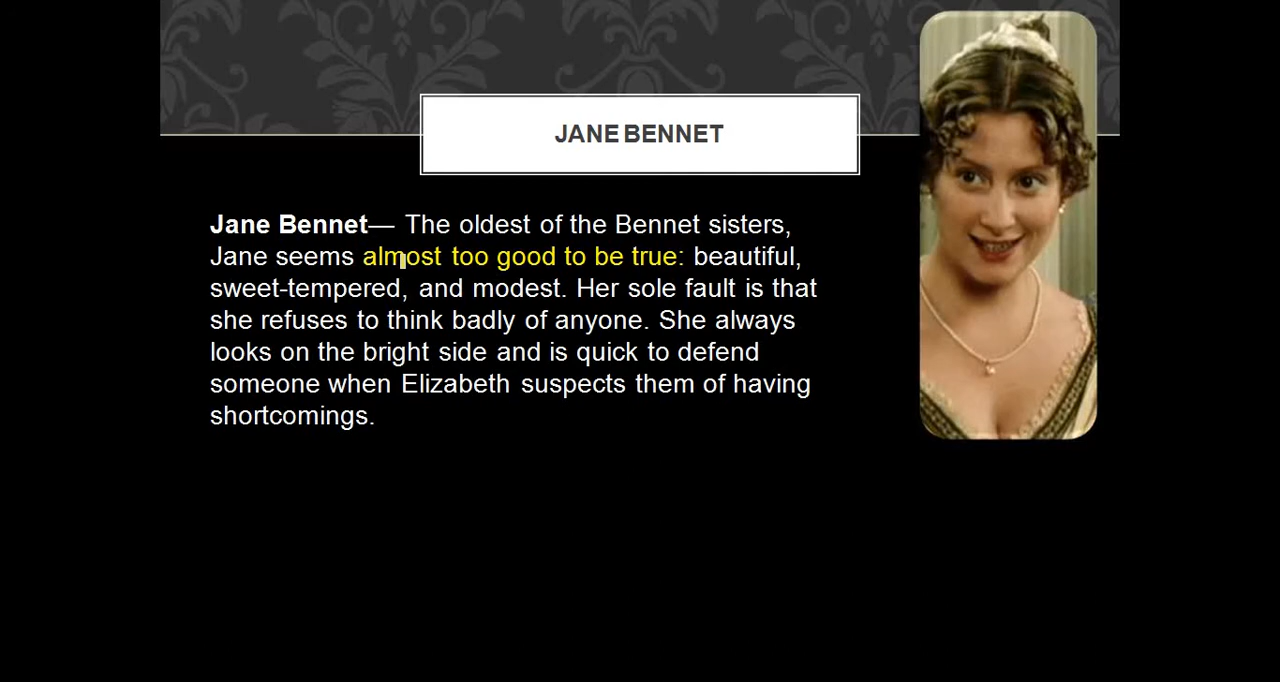 JANE BENNET
Jane Bennet— The oldest of the Bennet sisters,
Jane seems almost too good to be true: beautiful,
sweet-tempered, and modest. Her sole fault is that
she refuses to think badly of anyone. She always
looks on the bright side and is quick to defend
someone when Elizabeth suspects them of having
shortcomings.